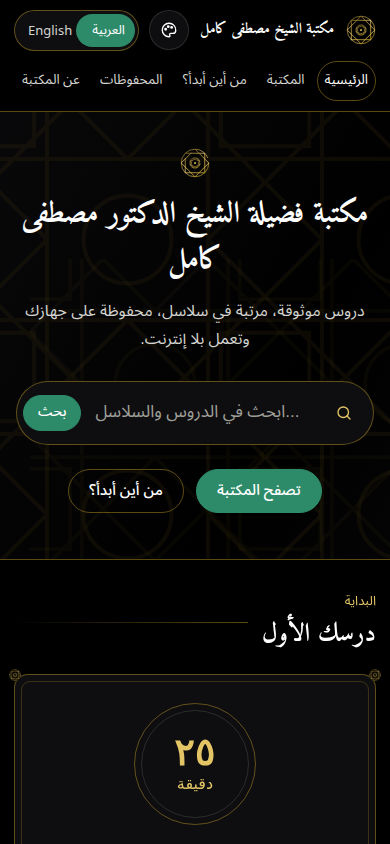 مكتبة الشيخ مصطفى كامل
العربية English
الرئيسية المكتبة من أين أبدأ؟ المحفوظات عن المكتبة
مكتبة فضيلة الشيخ الدكتور مصطفى
كامل
دروس موثوقة، مرتبة في سلاسل، محفوظة على جهازك
وتعمل بلا إنترنت.
ابحث في الدروس والسلاسل... بحث
تصفح المكتبة من أين أبدأ؟
البداية
درسك الأول
٢٥
دقيقة